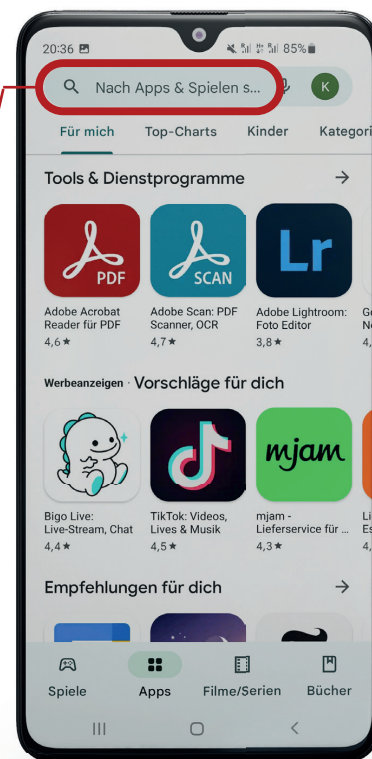 20:36 85%
Nach Apps & Spielen s... K
Für mich Top-Charts Kinder Kategori
Tools & Dienstprogramme
PDF SCAN Lr
Adobe Acrobat Reader für PDF
4,6★
Adobe Scan: PDF Scanner, OCR
4,7★
Adobe Lightroom: Foto Editor
3,8★
Werbeanzeigen · Vorschläge für dich
mjam
Bigo Live: Live-Stream, Chat
4,4★
TikTok: Videos, Lives & Musik
4,5★
mjam - Lieferservice für ...
4,3★
Empfehlungen für dich
Spiele Apps Filme/Serien Bücher